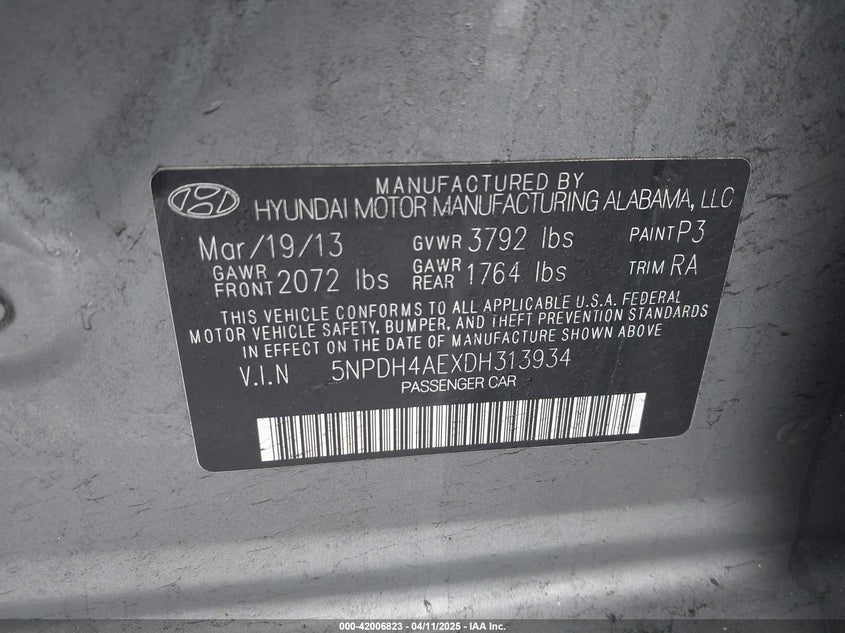 MANUFACTURED BY
HYUNDAI MOTOR MANUFACTURING ALABAMA, LLC
Mar/19/13 GVWR 3792 lbs PAINT P3
GAWR FRONT 2072 lbs GAWR REAR 1764 lbs TRIM RA
THIS VEHICLE CONFORMS TO ALL APPLICABLE U.S.A. FEDERAL
MOTOR VEHICLE SAFETY, BUMPER, AND THEFT PREVENTION STANDARDS
IN EFFECT ON THE DATE OF MANUFACTURE SHOWN ABOVE.
V.I.N 5NPDH4AEXDH313934
PASSENGER CAR
000-42006823 - 04/11/2025 - IAA Inc.